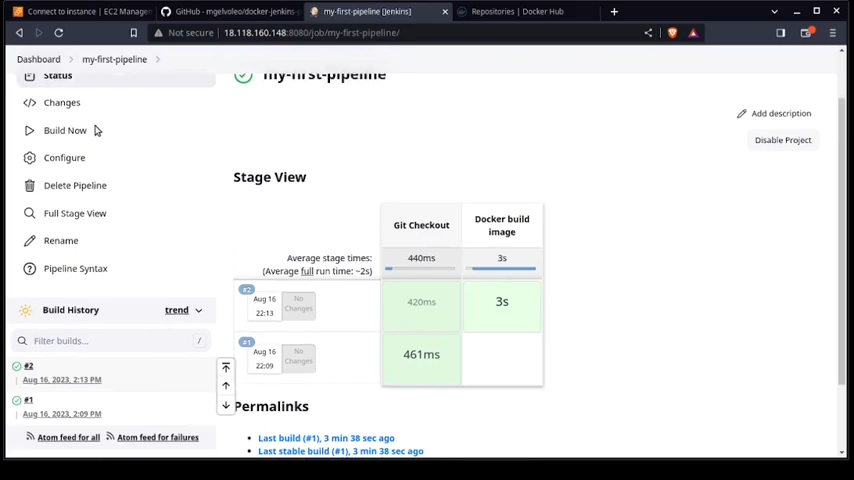 Connect to instance | EC2 Manage
GitHub - mgelvoleo/docker-jenkins-
my-first-pipeline [Jenkins]
Repositories | Docker Hub
Not secure
18.118.160.148:8080/job/my-first-pipeline/
Dashboard
my-first-pipeline
Status
Changes
Build Now
Configure
Delete Pipeline
Full Stage View
Rename
Pipeline Syntax
Build History
trend
Filter builds...
/
#2
Aug 16, 2023, 2:13 PM
#1
Aug 16, 2023, 2:09 PM
Atom feed for all
Atom feed for failures
my-first-pipeline
Add description
Disable Project
Stage View
Git Checkout
Docker build
image
Average stage times:
(Average full run time: ~2s)
440ms
3s
#2
Aug 16
22:13
No
Changes
420ms
3s
#1
Aug 16
22:09
No
Changes
461ms
Permalinks
Last build (#1), 3 min 38 sec ago
Last stable build (#1), 3 min 38 sec ago